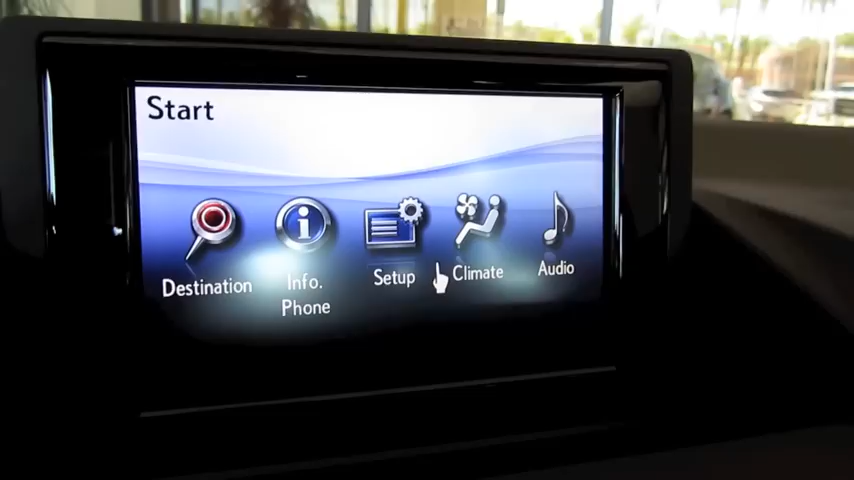 Start
Destination
Info.
Phone
Setup
Climate
Audio